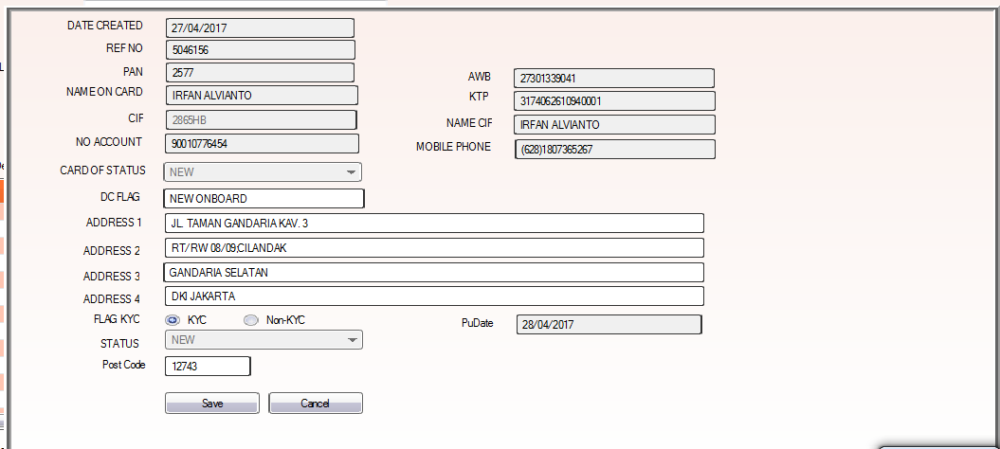 DATE CREATED 27/04/2017
REF NO 5046156
PAN 2577 AWB 27301339041
NAME ON CARD IRFAN ALVIANTO KTP 3174062610940001
CIF 2865HB NAME CIF IRFAN ALVIANTO
NO ACCOUNT 90010776454 MOBILE PHONE (628)1807365267
CARD OF STATUS NEW
DC FLAG NEW ONBOARD
ADDRESS 1 JL. TAMAN GANDARIA KAV. 3
ADDRESS 2 RT/RW 08/09;CILANDAK
ADDRESS 3 GANDARIA SELATAN
ADDRESS 4 DKI JAKARTA
FLAG KYC KYC Non-KYC PuDate 28/04/2017
STATUS NEW
Post Code 12743
Save Cancel